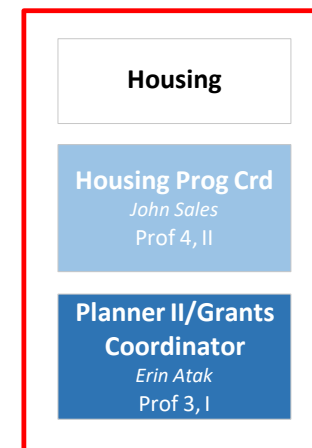 Housing
Housing Prog Crd
John Sales
Prof 4, II
Planner II/Grants
Coordinator
Erin Atak
Prof 3, I